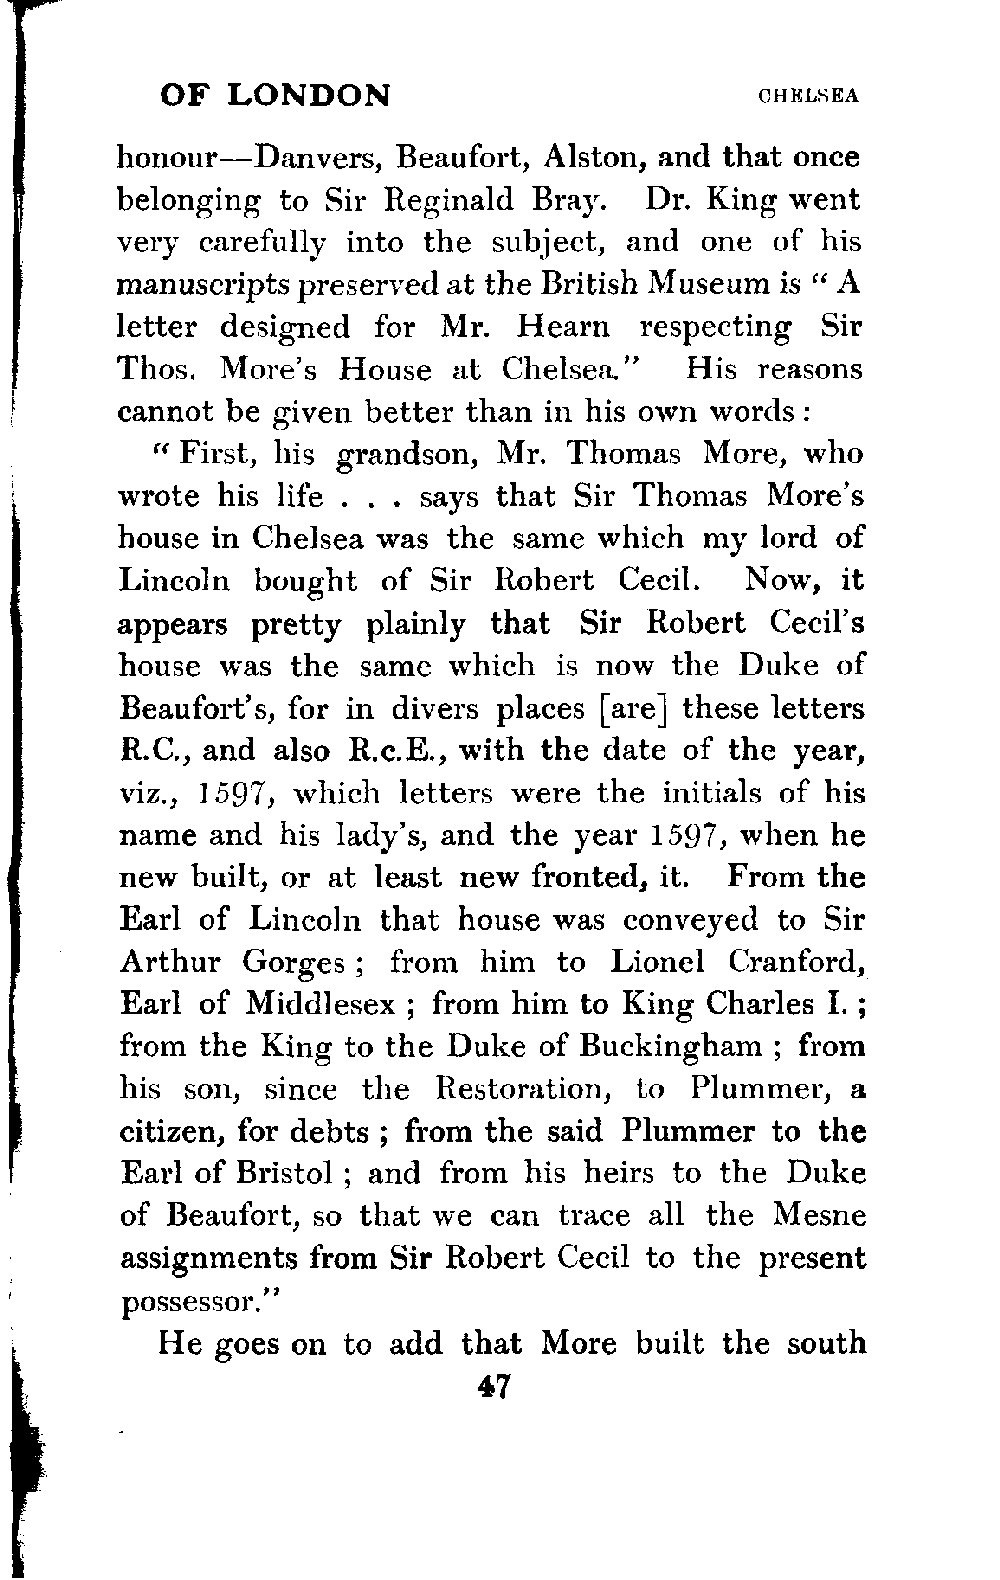 OF LONDON CHELSEA
honour—Danvers, Beaufort, Alston, and that once
belonging to Sir Reginald Bray. Dr. King went
very carefully into the subject, and one of his
manuscripts preserved at the British Museum is “ A
letter designed for Mr. Hearn respecting Sir
Thos. More’s House at Chelsea.” His reasons
cannot be given better than in his own words :
“ First, his grandson, Mr. Thomas More, who
wrote his life . . . says that Sir Thomas More’s
house in Chelsea was the same which my lord of
Lincoln bought of Sir Robert Cecil. Now, it
appears pretty plainly that Sir Robert Cecil’s
house was the same which is now the Duke of
Beaufort’s, for in divers places [are] these letters
R.C., and also R.c.E., with the date of the year,
viz., 1597, which letters were the initials of his
name and his lady’s, and the year 1597, when he
new built, or at least new fronted, it. From the
Earl of Lincoln that house was conveyed to Sir
Arthur Gorges ; from him to Lionel Cranford,
Earl of Middlesex ; from him to King Charles I. ;
from the King to the Duke of Buckingham ; from
his son, since the Restoration, to Plummer, a
citizen, for debts ; from the said Plummer to the
Earl of Bristol ; and from his heirs to the Duke
of Beaufort, so that we can trace all the Mesne
assignments from Sir Robert Cecil to the present
possessor.”
He goes on to add that More built the south
47